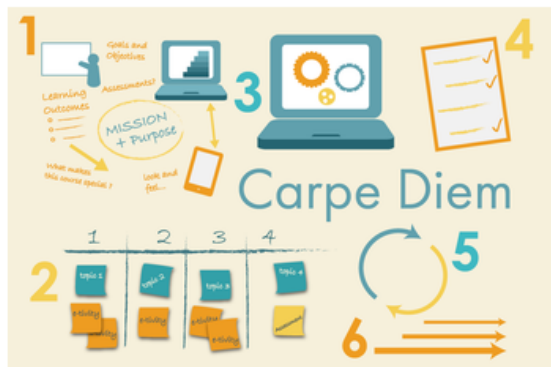 1
Goals and
Objectives
Assessments?
Learning
Outcomes
MISSION
+ Purpose
What makes
this course special?
look and
feel...
3
4
Carpe Diem
2
1 2 3 4
topic 1
topic 2
topic 3
topic 4
e-tivity
e-tivity
e-tivity
e-tivity
e-tivity
Assessment
5
6